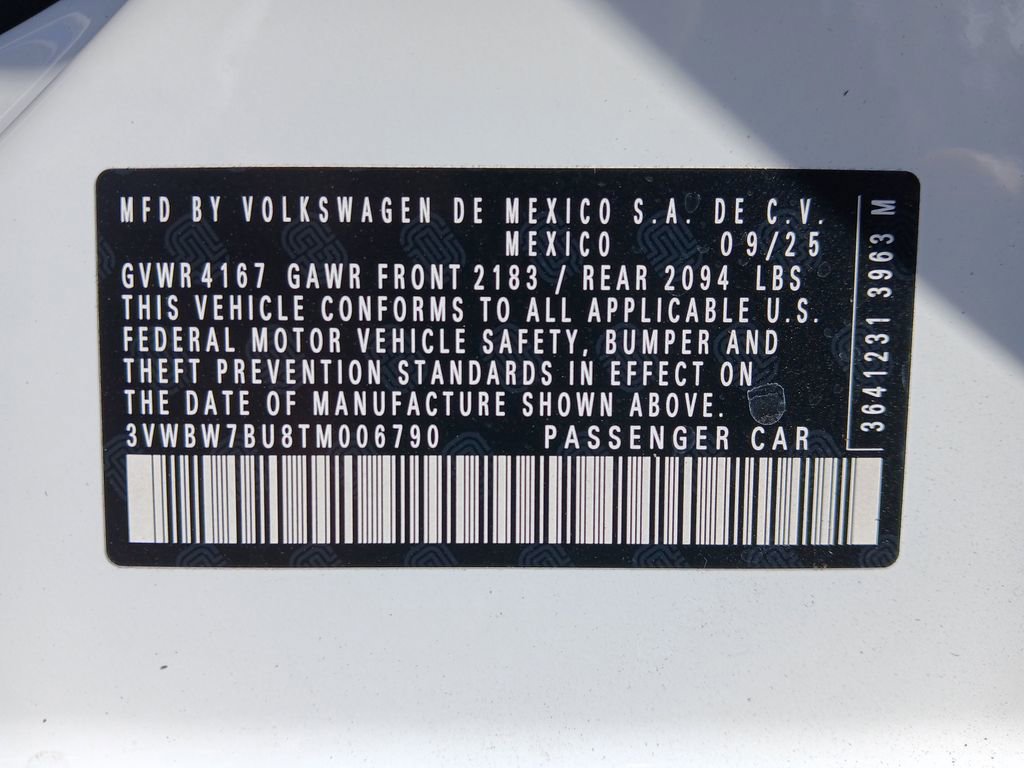 MFD BY VOLKSWAGEN DE MEXICO S.A. DE C.V.
MEXICO 09/25
GVWR 4167 GAWR FRONT 2183 / REAR 2094 LBS
THIS VEHICLE CONFORMS TO ALL APPLICABLE U.S.
FEDERAL MOTOR VEHICLE SAFETY, BUMPER AND
THEFT PREVENTION STANDARDS IN EFFECT ON
THE DATE OF MANUFACTURE SHOWN ABOVE.
3VWBW7BU8TM006790 PASSENGER CAR
3641231 3963 M